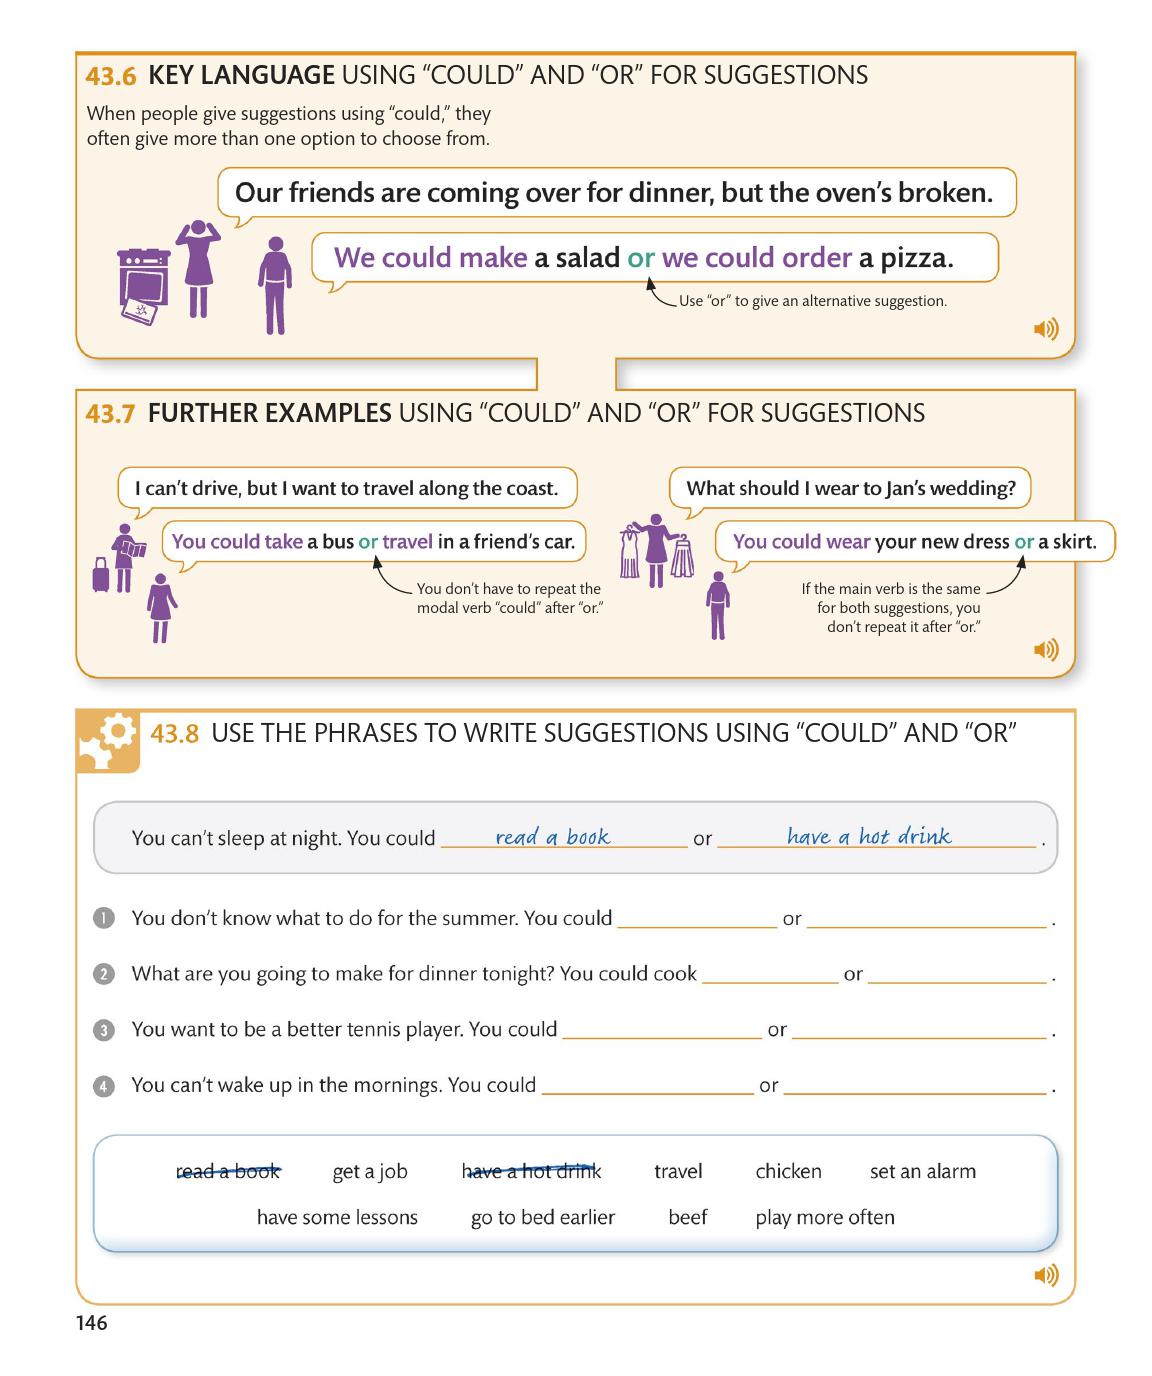 43.6 KEY LANGUAGE USING “COULD” AND “OR” FOR SUGGESTIONS
When people give suggestions using “could,” they
often give more than one option to choose from.
Our friends are coming over for dinner, but the oven’s broken.
We could make a salad or we could order a pizza.
Use “or” to give an alternative suggestion.
43.7 FURTHER EXAMPLES USING “COULD” AND “OR” FOR SUGGESTIONS
I can’t drive, but I want to travel along the coast.
You could take a bus or travel in a friend’s car.
You don’t have to repeat the
modal verb “could” after “or.”
What should I wear to Jan’s wedding?
You could wear your new dress or a skirt.
If the main verb is the same
for both suggestions, you
don’t repeat it after “or.”
43.8 USE THE PHRASES TO WRITE SUGGESTIONS USING “COULD” AND “OR”
You can’t sleep at night. You could read a book or have a hot drink .
1 You don’t know what to do for the summer. You could or .
2 What are you going to make for dinner tonight? You could cook or .
3 You want to be a better tennis player. You could or .
4 You can’t wake up in the mornings. You could or .
read a book get a job have a hot drink travel chicken set an alarm
have some lessons go to bed earlier beef play more often
146